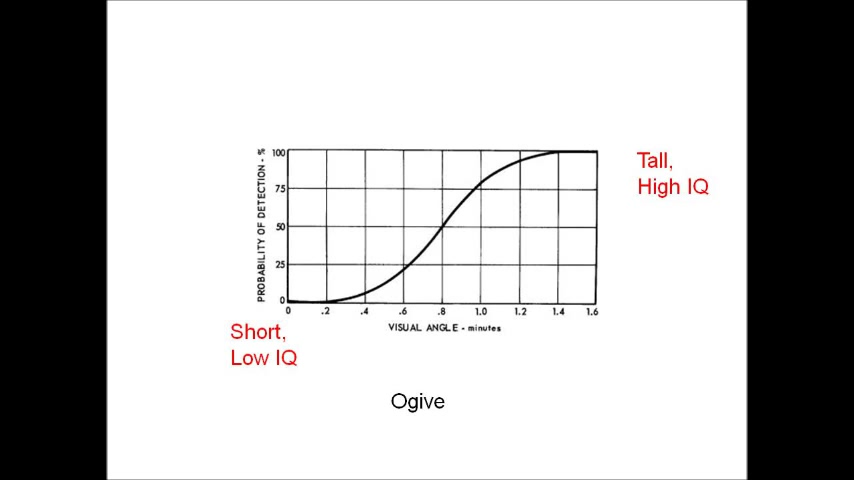 PROBABILITY OF DETECTION - %
100
75
50
25
0
0 .2 .4 .6 .8 1.0 1.2 1.4 1.6
VISUAL ANGLE - minutes
Tall,
High IQ
Short,
Low IQ
Ogive